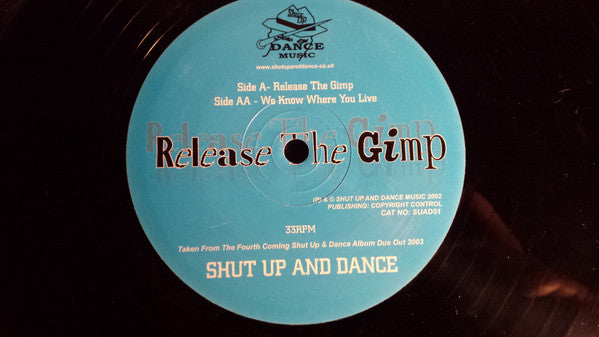 Shut Up
& DANCE
MUSIC
www.shutupanddance.co.uk
Side A- Release The Gimp
Side AA - We Know Where You Live
Release The Gimp
Release The Gimp
(P) & © SHUT UP AND DANCE MUSIC 2002
PUBLISHING: COPYRIGHT CONTROL
CAT NO: SUAD51
33RPM
Taken From The Fourth Coming Shut Up & Dance Album Due Out 2003
SHUT UP AND DANCE